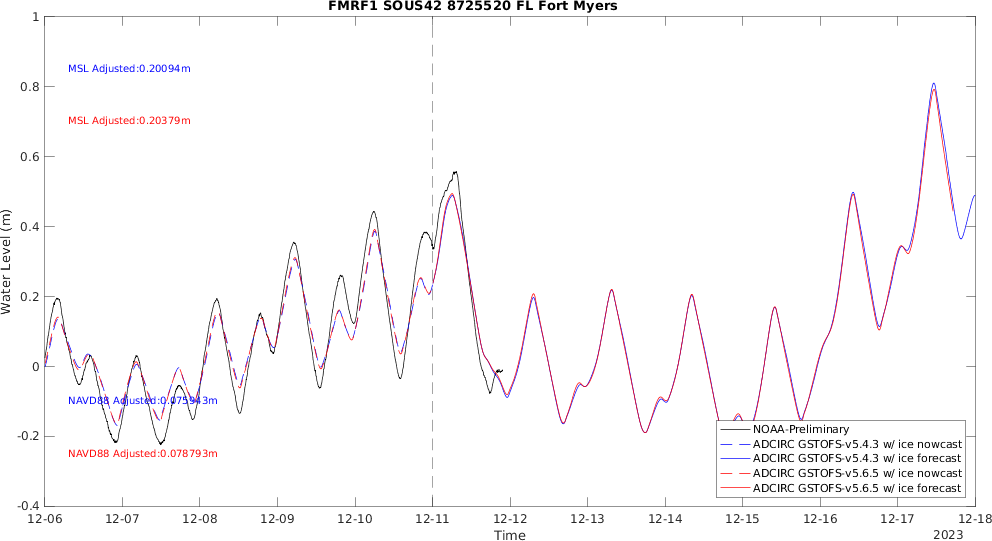 FMRF1 SOUS42 8725520 FL Fort Myers
MSL Adjusted:0.20094m
MSL Adjusted:0.20379m
NAVD88 Adjusted:0.075943m
NAVD88 Adjusted:0.078793m
Water Level (m)
1
0.8
0.6
0.4
0.2
0
-0.2
-0.4
NOAA-Preliminary
ADCIRC GSTOFS-v5.4.3 w/ ice nowcast
ADCIRC GSTOFS-v5.4.3 w/ ice forecast
ADCIRC GSTOFS-v5.6.5 w/ ice nowcast
ADCIRC GSTOFS-v5.6.5 w/ ice forecast
12-06 12-07 12-08 12-09 12-10 12-11 12-12 12-13 12-14 12-15 12-16 12-17 12-18
Time
2023